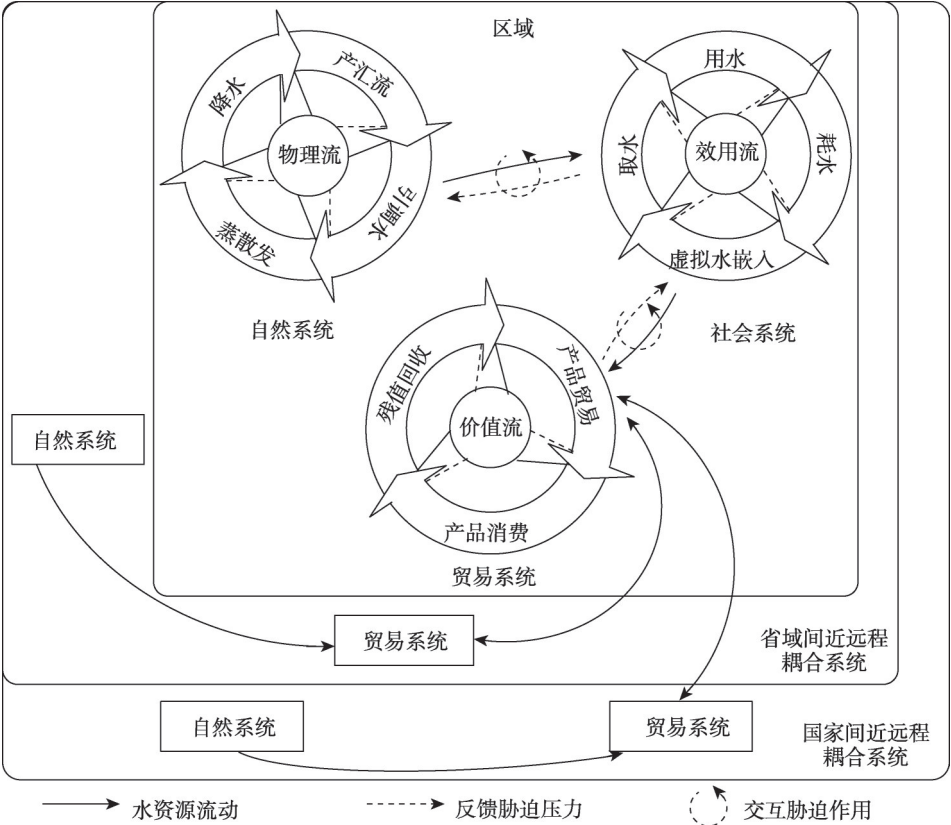 区域
降水
产汇流
物理流
引调水
蒸散发
自然系统
用水
取水
效用流
耗水
虚拟水嵌入
社会系统
残值回收
产品贸易
价值流
产品消费
贸易系统
自然系统
贸易系统
省域间近远程
耦合系统
自然系统
贸易系统
国家间近远程
耦合系统
水资源流动
反馈胁迫压力
交互胁迫作用